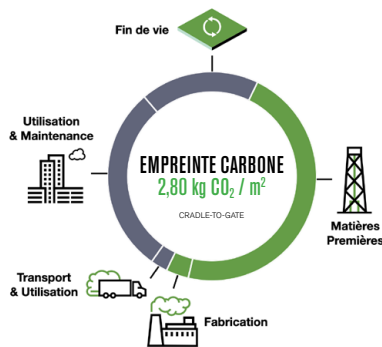 Fin de vie
Utilisation
& Maintenance
EMPREINTE CARBONE
2,80 kg CO₂ / m²
CRADLE-TO-GATE
Matières
Premières
Transport
& Utilisation
Fabrication